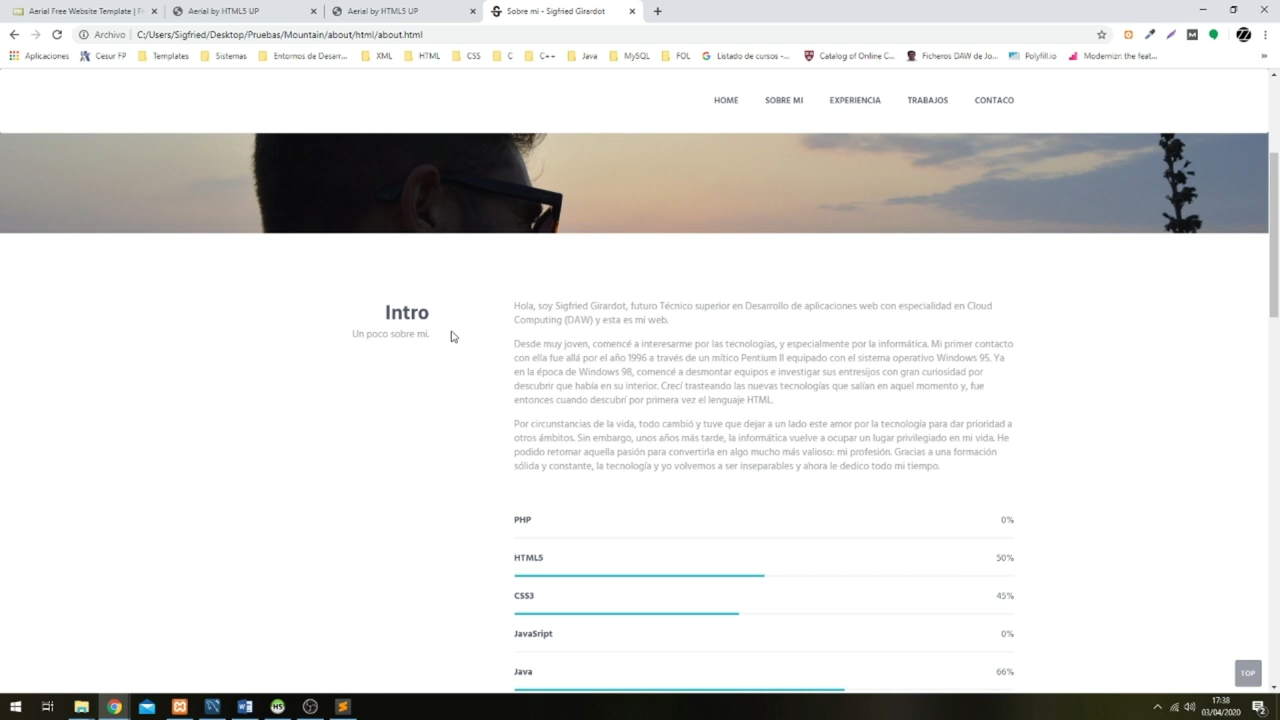 Aerial Free Website Template | Fr
Aerial by HTML5 UP
Aerial by HTML5 UP
Sobre mi - Sigfried Girardot
Archivo
C:/Users/Sigfried/Desktop/Pruebas/Mountain/about/html/about.html
Aplicaciones
Cesur FP
Templates
Sistemas
Entornos de Desarr...
XML
HTML
CSS
C
C++
Java
MySQL
FOL
Listado de cursos -...
Catalog of Online C...
Ficheros DAW de Jo...
Polyfill.io
Modernizr: the feat...
HOME
SOBRE MI
EXPERIENCIA
TRABAJOS
CONTACO
Intro
Un poco sobre mi.
Hola, soy Sigfried Girardot, futuro Técnico superior en Desarrollo de aplicaciones web con especialidad en Cloud
Computing (DAW) y esta es mi web.
Desde muy joven, comencé a interesarme por las tecnologías, y especialmente por la informática. Mi primer contacto
con ella fue allá por el año 1996 a través de un mítico Pentium II equipado con el sistema operativo Windows 95. Ya
en la época de Windows 98, comencé a desmontar equipos e investigar sus entresijos con gran curiosidad por
descubrir que había en su interior. Crecí trasteando las nuevas tecnologías que salían en aquel momento y, fue
entonces cuando descubrí por primera vez el lenguaje HTML.
Por circunstancias de la vida, todo cambió y tuve que dejar a un lado este amor por la tecnología para dar prioridad a
otros ámbitos. Sin embargo, unos años más tarde, la informática vuelve a ocupar un lugar privilegiado en mi vida. He
podido retomar aquella pasión para convertirla en algo mucho más valioso: mi profesión. Gracias a una formación
sólida y constante, la tecnología y yo volvemos a ser inseparables y ahora le dedico todo mi tiempo.
PHP 0%
HTML5 50%
CSS3 45%
JavaSript 0%
Java 66%
TOP
17:38
03/04/2020
2